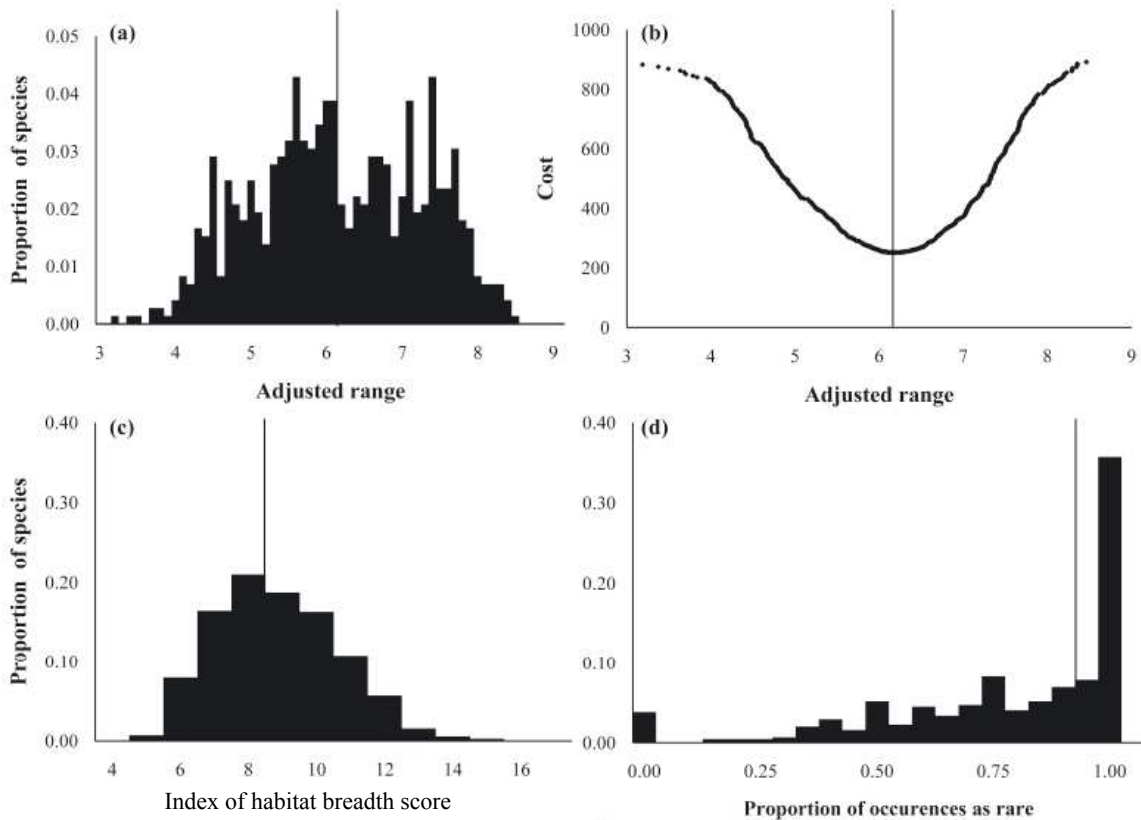 (a)
0.05
0.04
0.03
0.02
0.01
0.00
Proportion of species
3 4 5 6 7 8 9
Adjusted range
(b)
1000
800
600
400
200
0
Cost
3 4 5 6 7 8 9
Adjusted range
(c)
0.40
0.30
0.20
0.10
0.00
Proportion of species
4 6 8 10 12 14 16
Index of habitat breadth score
(d)
0.40
0.30
0.20
0.10
0.00
0.00 0.25 0.50 0.75 1.00
Proportion of occurences as rare